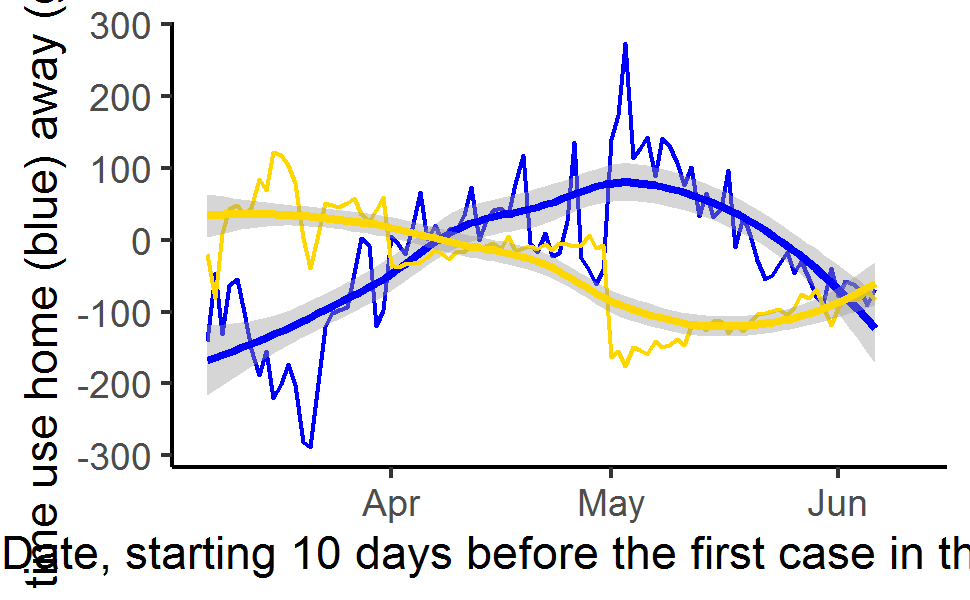 300
200
100
0
-100
-200
-300
Apr May Jun
time use home (blue) away (
Date, starting 10 days before the first case in th